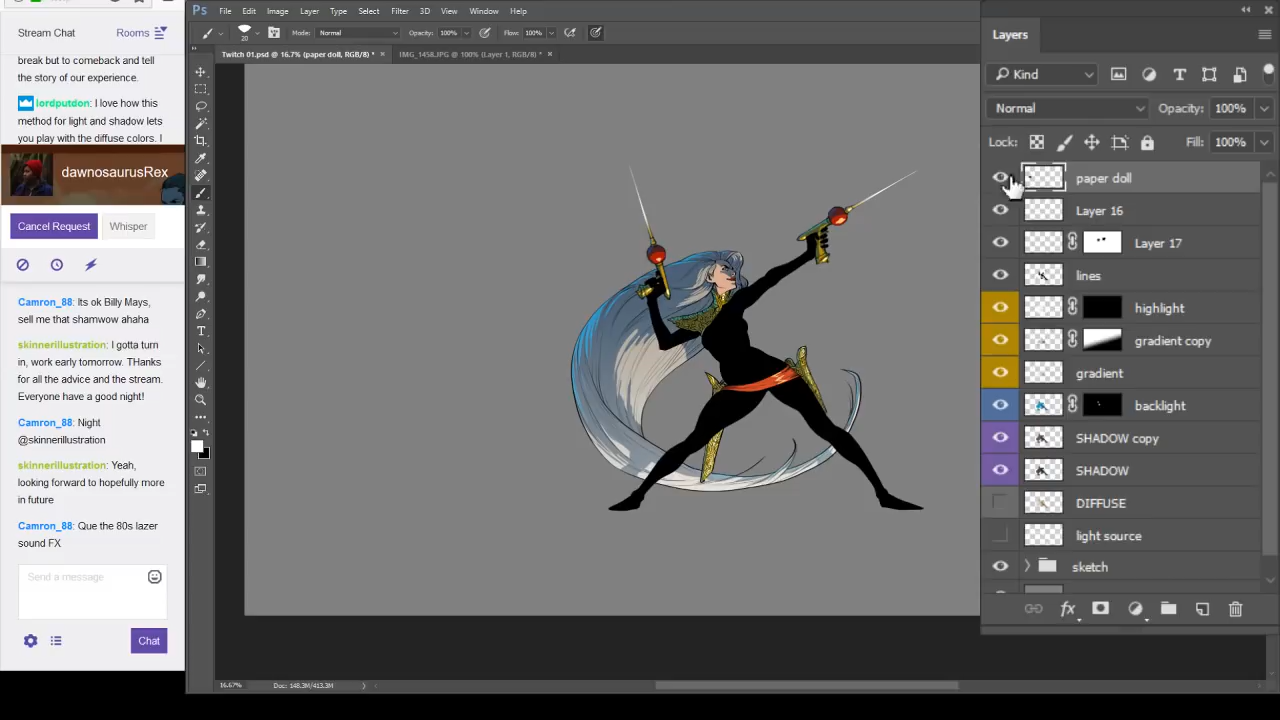 Stream Chat
Rooms
break but to comeback and tell
the story of our experience.
lordputdon: I love how this
method for light and shadow lets
you play with the diffuse colors. I
dawnosaurusRex
Cancel Request
Whisper
Camron_88: Its ok Billy Mays,
sell me that shamwow ahaha
skinnerillustration: I gotta turn
in, work early tomorrow. THanks
for all the advice and the stream.
Everyone have a good night!
Camron_88: Night
@skinnerillustration
skinnerillustration: Yeah,
looking forward to hopefully more
in future
Camron_88: Que the 80s lazer
sound FX
Send a message
Chat
Ps File Edit Image Layer Type Select Filter 3D View Window Help
20 Mode: Normal Opacity: 100% Flow: 100%
Twitch 01.psd @ 16.7% (paper doll, RGB/8) * × IMG_1458.JPG @ 100% (Layer 1, RGB/8) * ×
16.67% Doc: 148.3M/413.3M
Layers
Kind
Normal Opacity: 100%
Lock: Fill: 100%
paper doll
Layer 16
Layer 17
lines
highlight
gradient copy
gradient
backlight
SHADOW copy
SHADOW
DIFFUSE
light source
sketch
fx